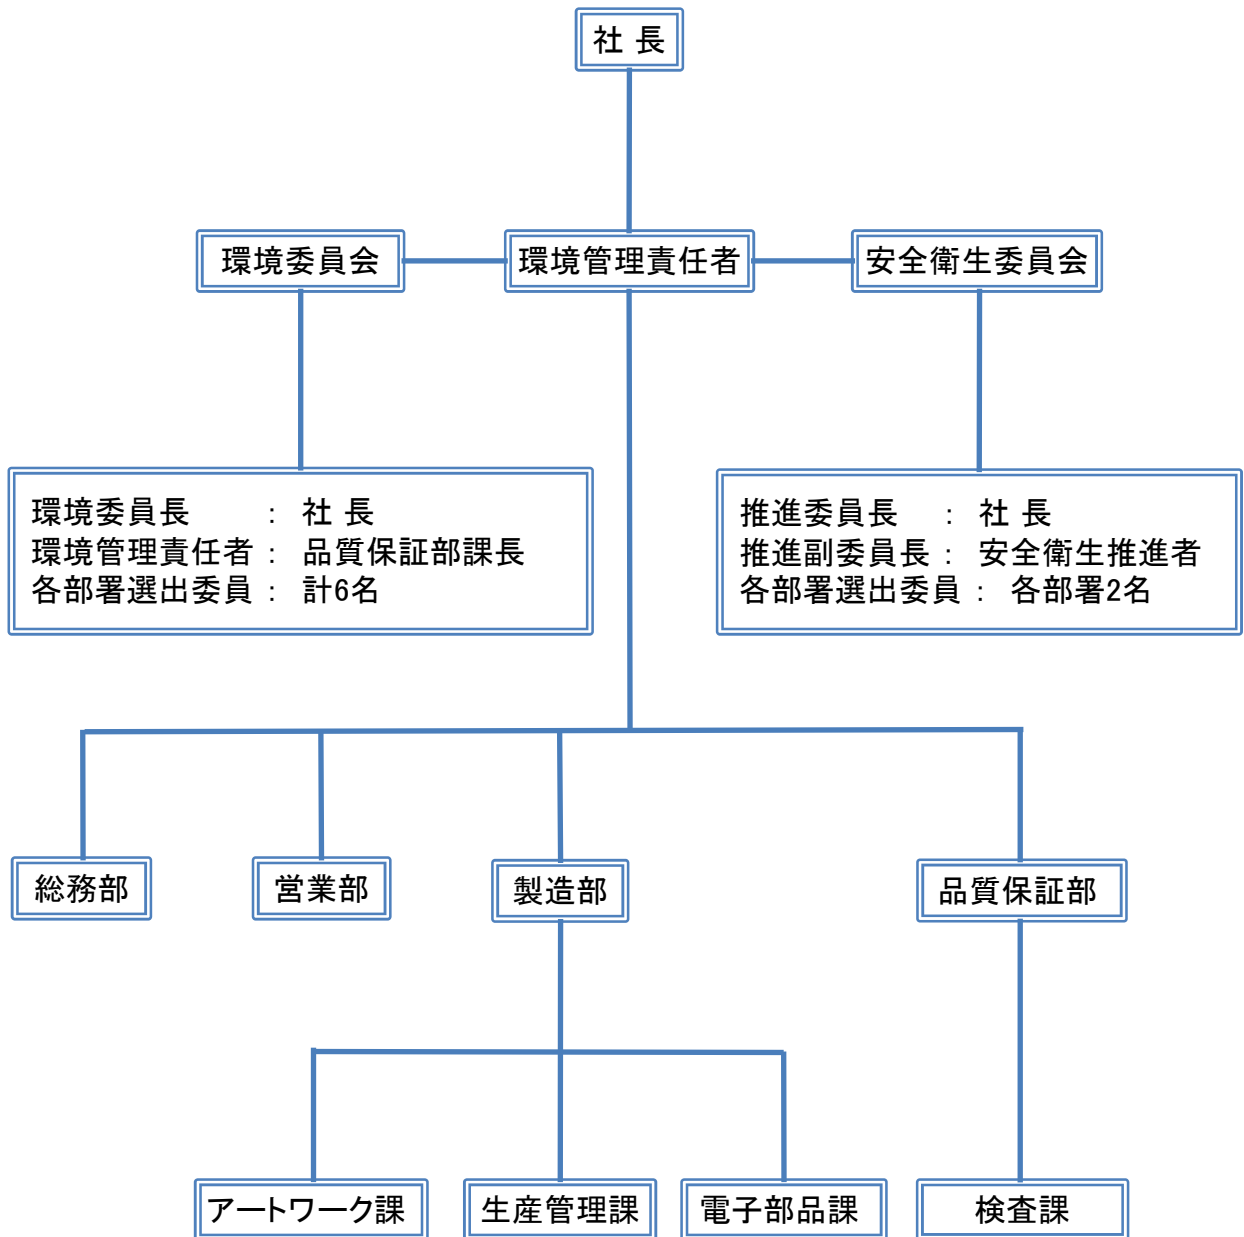 社 長
環境委員会
環境管理責任者
安全衛生委員会
環境委員長 ： 社 長
環境管理責任者 ： 品質保証部課長
各部署選出委員 ： 計6名
推進委員長 ： 社 長
推進副委員長 ： 安全衛生推進者
各部署選出委員 ： 各部署2名
総務部
営業部
製造部
品質保証部
アートワーク課
生産管理課
電子部品課
検査課